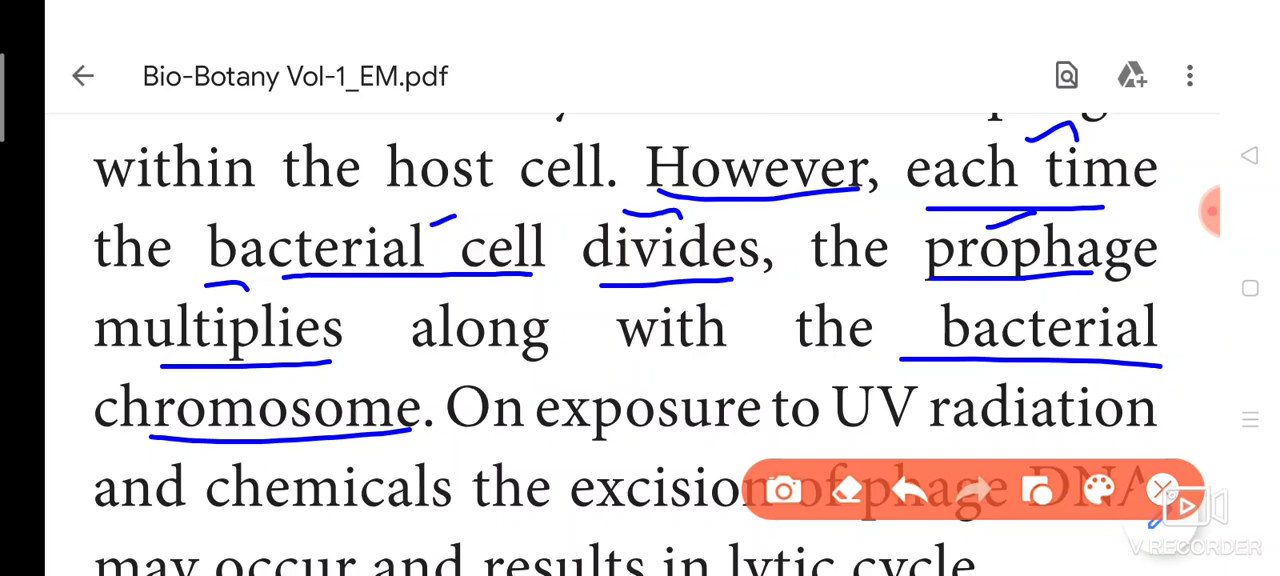 Bio-Botany Vol-1_EM.pdf
within the host cell. However, each time
the bacterial cell divides, the prophage
multiplies along with the bacterial
chromosome. On exposure to UV radiation
and chemicals the excision of phage DNA
may occur and results in lytic cycle.
V RECORDER